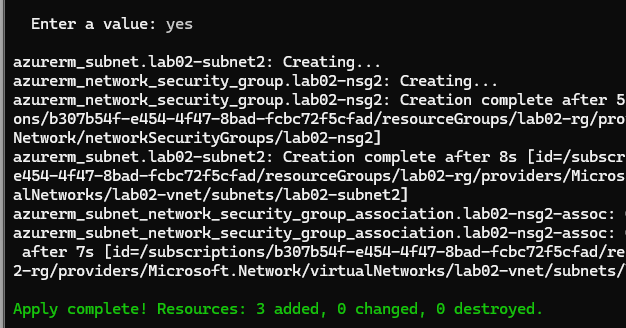 Enter a value: yes
azurerm_subnet.lab02-subnet2: Creating...
azurerm_network_security_group.lab02-nsg2: Creating...
azurerm_network_security_group.lab02-nsg2: Creation complete after 5
ons/b307b54f-e454-4f47-8bad-fcbc72f5cfad/resourceGroups/lab02-rg/pro
Network/networkSecurityGroups/lab02-nsg2]
azurerm_subnet.lab02-subnet2: Creation complete after 8s [id=/subscr
e454-4f47-8bad-fcbc72f5cfad/resourceGroups/lab02-rg/providers/Micros
alNetworks/lab02-vnet/subnets/lab02-subnet2]
azurerm_subnet_network_security_group_association.lab02-nsg2-assoc:
azurerm_subnet_network_security_group_association.lab02-nsg2-assoc:
after 7s [id=/subscriptions/b307b54f-e454-4f47-8bad-fcbc72f5cfad/re
2-rg/providers/Microsoft.Network/virtualNetworks/lab02-vnet/subnets/
Apply complete! Resources: 3 added, 0 changed, 0 destroyed.